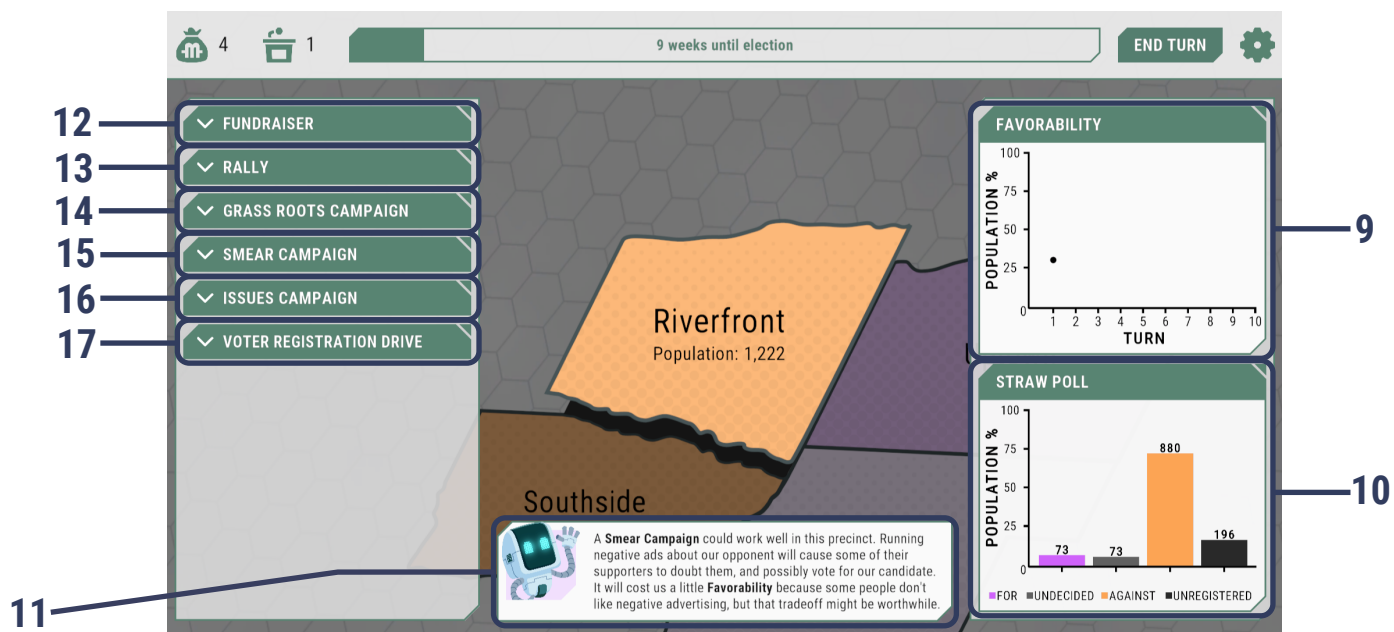 4
1
9 weeks until election
END TURN
12
FUNDRAISER
13
RALLY
14
GRASS ROOTS CAMPAIGN
15
SMEAR CAMPAIGN
16
ISSUES CAMPAIGN
17
VOTER REGISTRATION DRIVE
Riverfront
Population: 1,222
Southside
11
A Smear Campaign could work well in this precinct. Running
negative ads about our opponent will cause some of their
supporters to doubt them, and possibly vote for our candidate.
It will cost us a little Favorability because some people don't
like negative advertising, but that tradeoff might be worthwhile.
FAVORABILITY
POPULATION %
100
75
50
25
0
1 2 3 4 5 6 7 8 9 10
TURN
9
STRAW POLL
POPULATION %
100
75
50
25
0
73
73
880
196
FOR UNDECIDED AGAINST UNREGISTERED
10